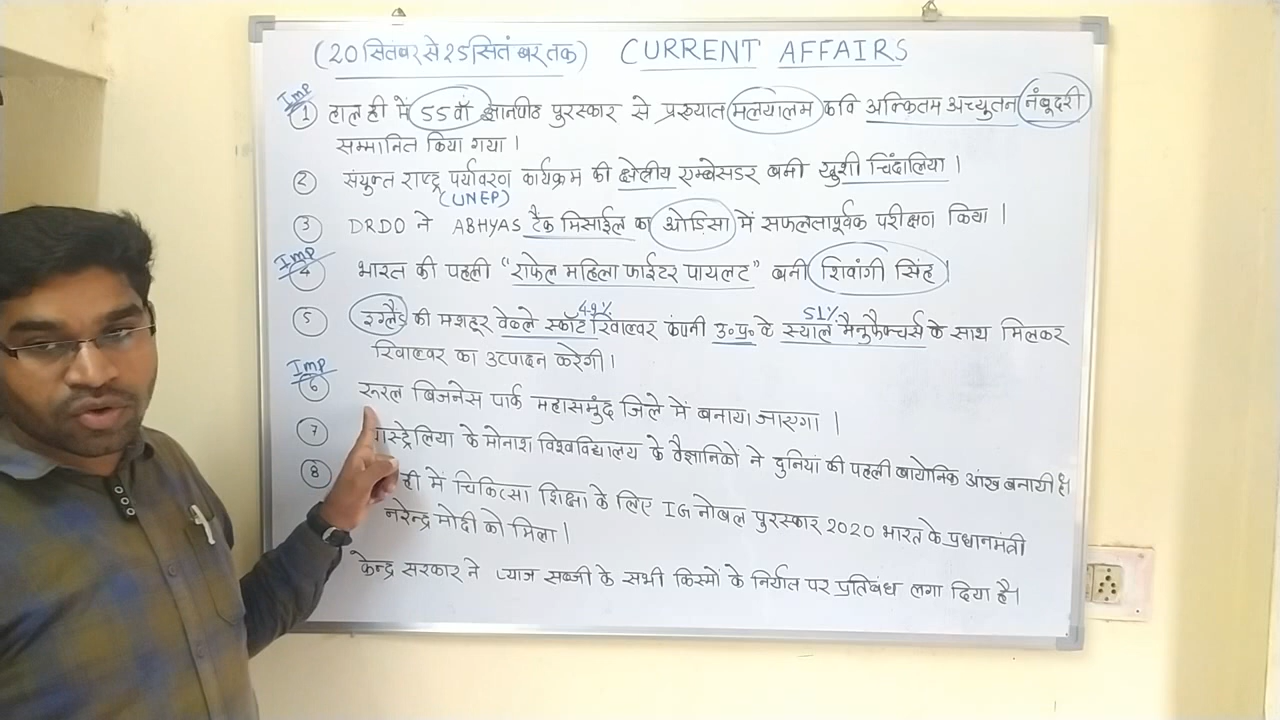 (20 सितंबर से 25 सितंबर तक) CURRENT AFFAIRS
Imp
① हाल ही में 55वां ज्ञानपीठ पुरस्कार से प्रख्यात मलयालम कवि अक्कितम अच्युतन नंबूदरी
सम्मानित किया गया।
② संयुक्त राष्ट्र पर्यावरण कार्यक्रम की क्षेत्रीय एम्बेसडर बनी खुशी चिंदालिया।
(UNEP)
③ DRDO ने ABHYAS टैंक मिसाईल का ओड़िसा में सफलतापूर्वक परीक्षण किया।
Imp
④ भारत की पहली "राफेल महिला फाईटर पायलट" बनी शिवांगी सिंह।
49% 51%
⑤ इंग्लैंड की मशहूर वेबले स्कॉट रिवाल्वर कंपनी उ.प्र. के स्याल मैनुफैक्चर्स के साथ मिलकर
रिवाल्वर का उत्पादन करेगी।
Imp
⑥ रूरल बिजनेस पार्क महासमुंद जिले में बनाया जाएगा।
⑦ ास्ट्रेलिया के मोनाश विश्वविद्यालय के वैज्ञानिकों ने दुनियां की पहली बायोनिक आंख बनायी है।
⑧ ही में चिकित्सा शिक्षा के लिए IG नोबल पुरस्कार 2020 भारत के प्रधानमंत्री
नरेन्द्र मोदी को मिला।
केन्द्र सरकार ने प्याज सब्जी के सभी किस्मों के निर्यात पर प्रतिबंध लगा दिया है।